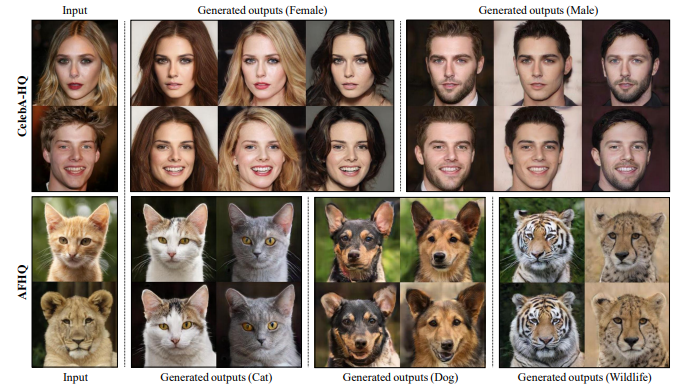 Input
Generated outputs (Female)
Generated outputs (Male)
CelebA-HQ
AFHQ
Input
Generated outputs (Cat)
Generated outputs (Dog)
Generated outputs (Wildlife)